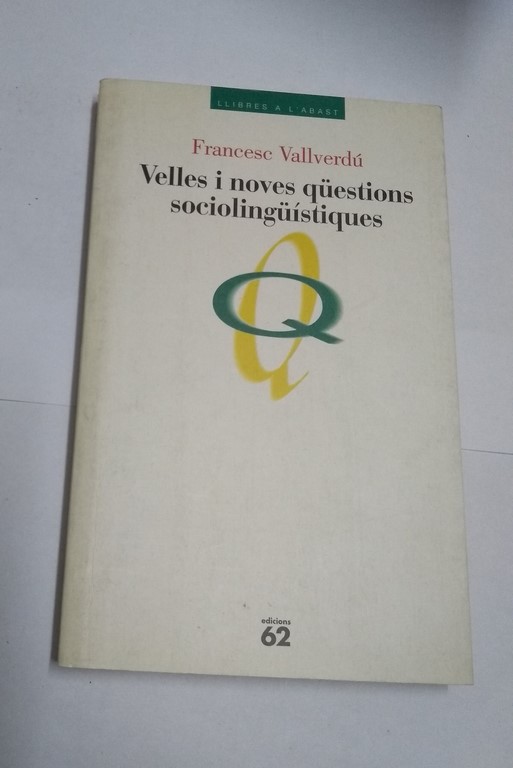 LLIBRES A L'ABAST
Francesc Vallverdú
Velles i noves qüestions
sociolingüístiques
Q
Q
edicions
62